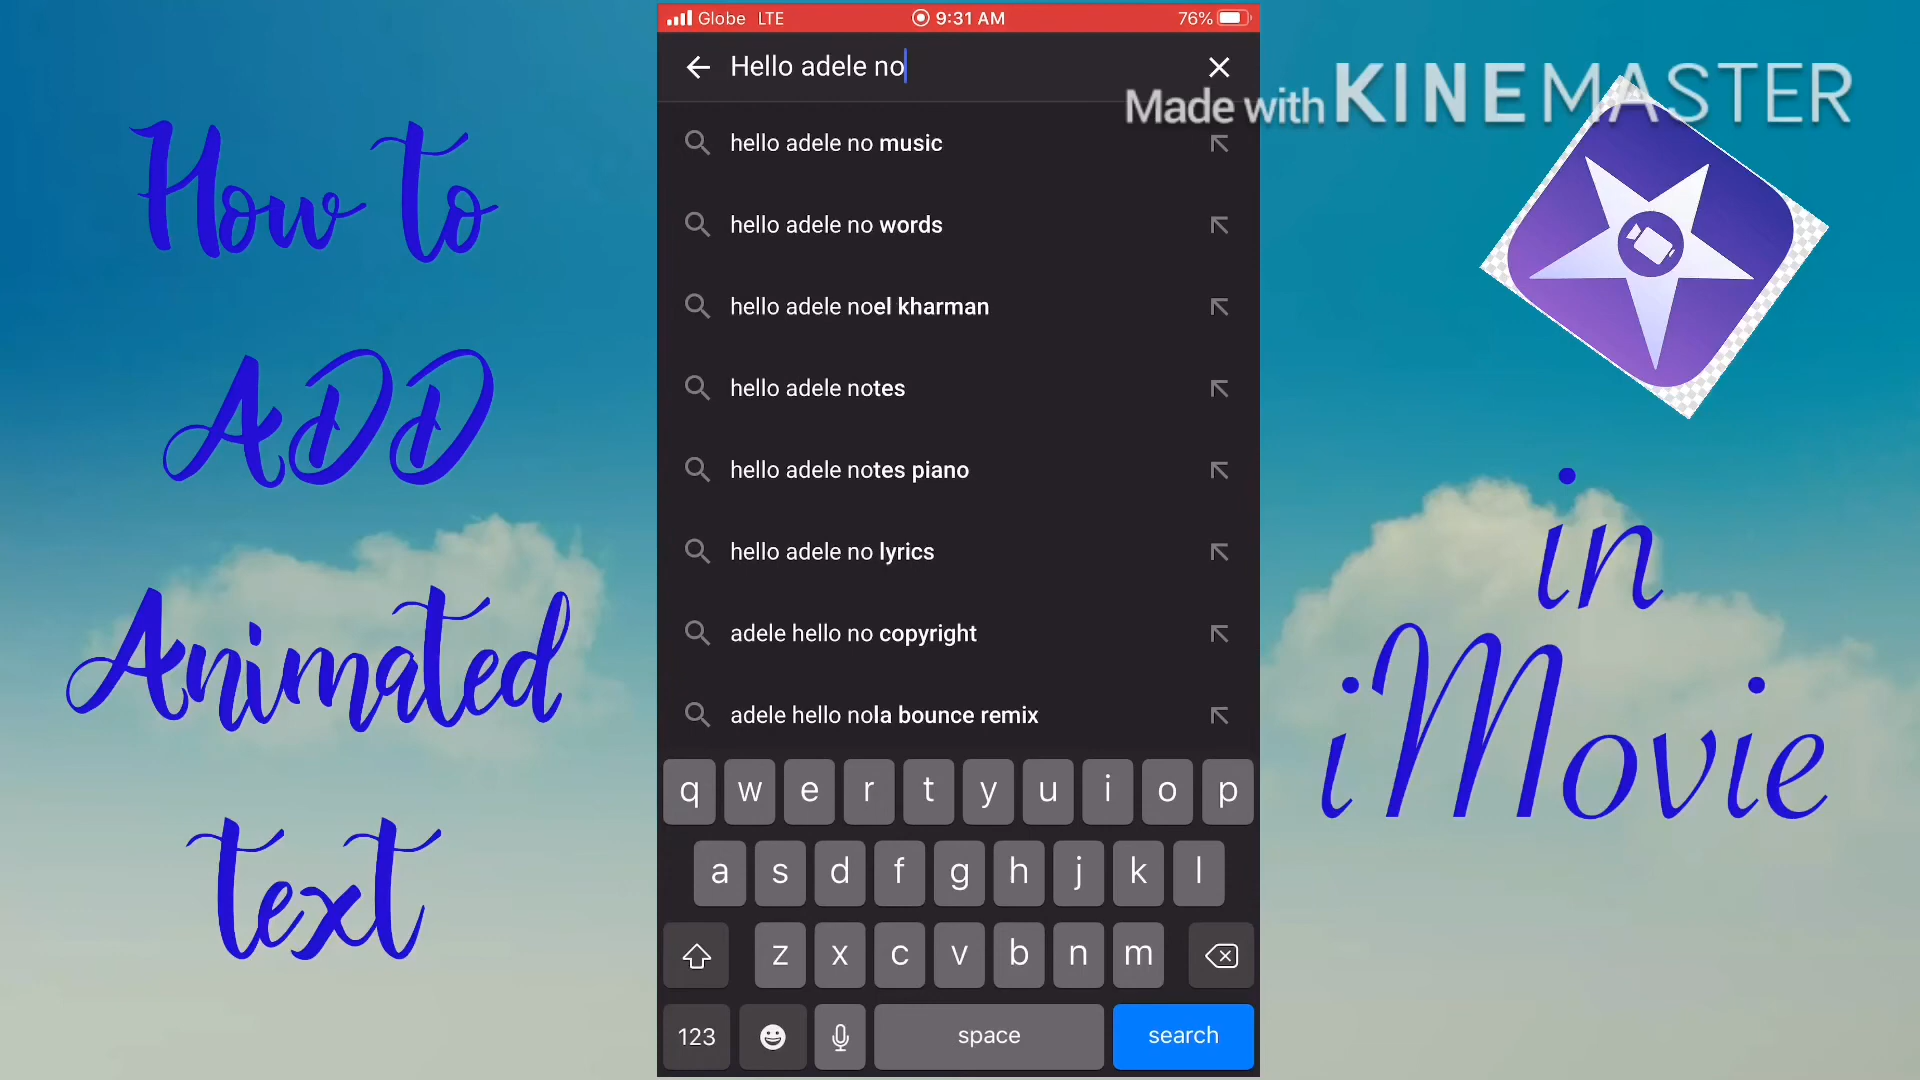 Globe LTE 9:31 AM 76%
Hello adele no
Made with KINEMASTER
hello adele no music
hello adele no words
hello adele noel kharman
hello adele notes
hello adele notes piano
hello adele no lyrics
adele hello no copyright
adele hello nola bounce remix
q w e r t y u i o p
a s d f g h j k l
z x c v b n m
123 space search
How to
ADD
Animated
text
in
iMovie